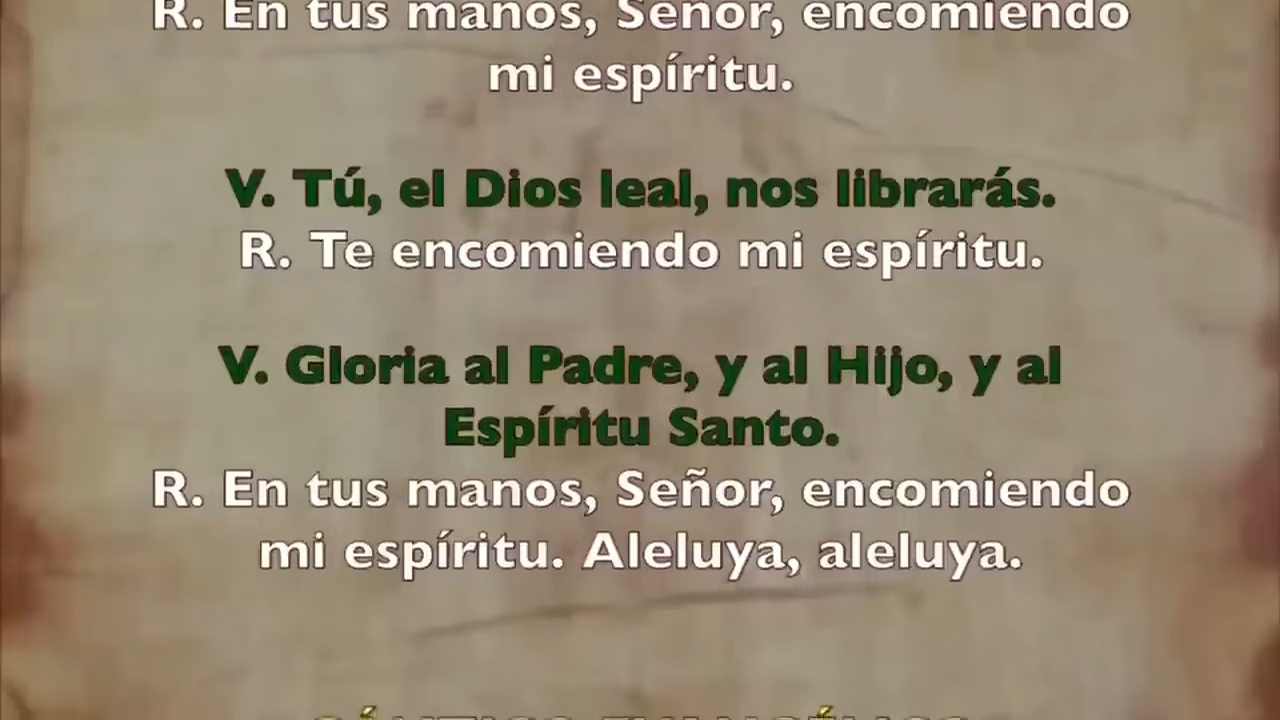 R. En tus manos, Señor, encomiendo
mi espíritu.
V. Tú, el Dios leal, nos librarás.
R. Te encomiendo mi espíritu.
V. Gloria al Padre, y al Hijo, y al
Espíritu Santo.
R. En tus manos, Señor, encomiendo
mi espíritu. Aleluya, aleluya.